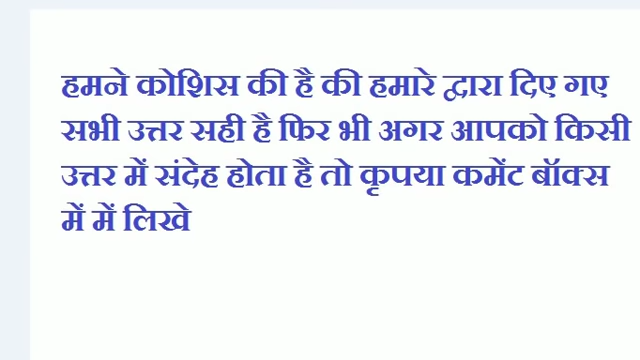 हमने कोशिस की है की हमारे द्वारा दिए गए
सभी उत्तर सही है फिर भी अगर आपको किसी
उत्तर में संदेह होता है तो कृपया कमेंट बॉक्स
में में लिखे